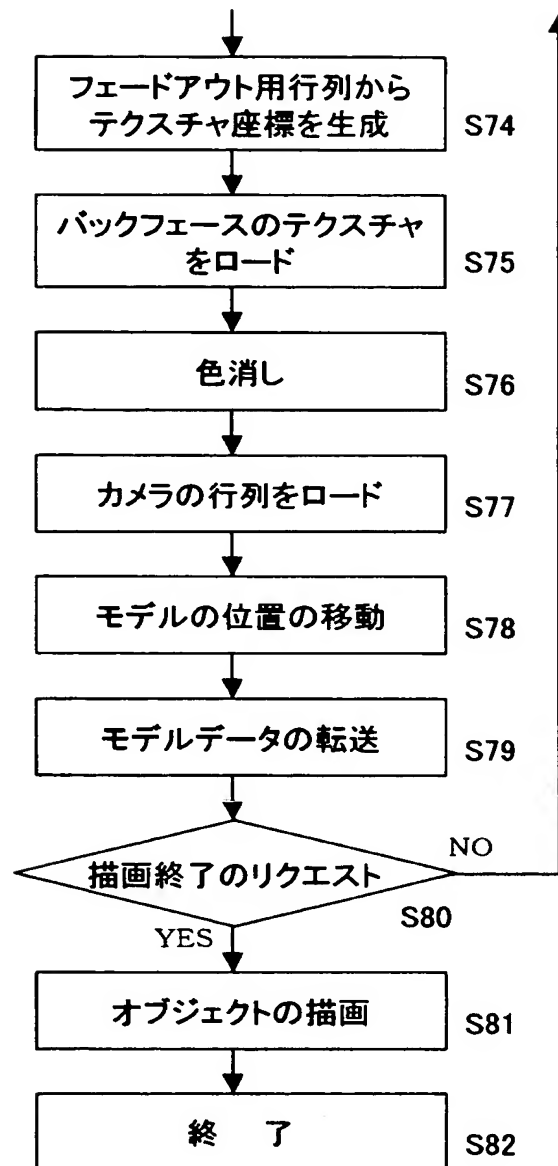 フェードアウト用行列から
テクスチャ座標を生成
S74
バックフェースのテクスチャ
をロード
S75
色消し
S76
カメラの行列をロード
S77
モデルの位置の移動
S78
モデルデータの転送
S79
描画終了のリクエスト
NO
S80
YES
オブジェクトの描画
S81
終 了
S82